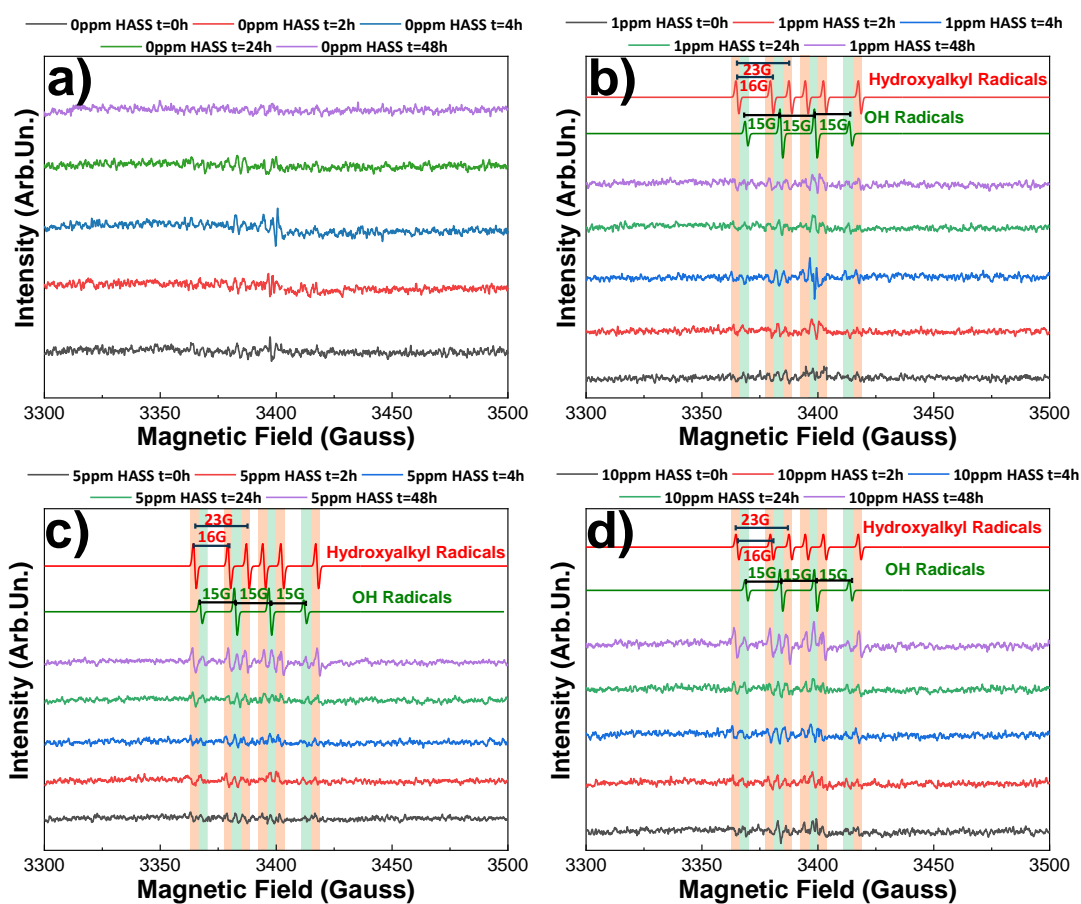 0ppm HASS t=0h 0ppm HASS t=2h 0ppm HASS t=4h
0ppm HASS t=24h 0ppm HASS t=48h
a)
Intensity (Arb.Un.)
3300 3350 3400 3450 3500
Magnetic Field (Gauss)
1ppm HASS t=0h 1ppm HASS t=2h 1ppm HASS t=4h
1ppm HASS t=24h 1ppm HASS t=48h
b)
23G
16G
Hydroxyalkyl Radicals
15G 15G 15G
OH Radicals
Intensity (Arb.Un.)
3300 3350 3400 3450 3500
Magnetic Field (Gauss)
5ppm HASS t=0h 5ppm HASS t=2h 5ppm HASS t=4h
5ppm HASS t=24h 5ppm HASS t=48h
c)
23G
16G
Hydroxyalkyl Radicals
15G 15G 15G
OH Radicals
Intensity (Arb.Un.)
3300 3350 3400 3450 3500
Magnetic Field (Gauss)
10ppm HASS t=0h 10ppm HASS t=2h 10ppm HASS t=4h
10ppm HASS t=24h 10ppm HASS t=48h
d)
23G
Hydroxyalkyl Radicals
16G
15G 15G 15G
OH Radicals
Intensity (Arb.Un.)
3300 3350 3400 3450 3500
Magnetic Field (Gauss)